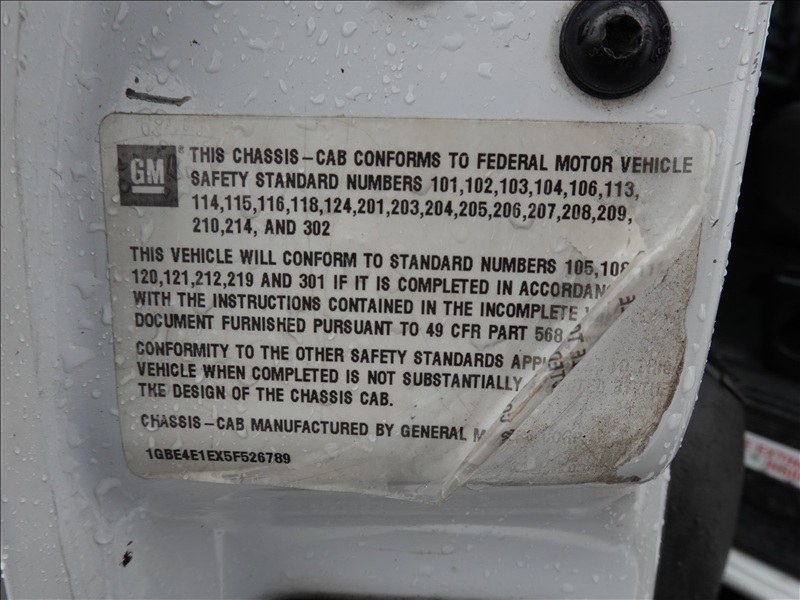 GM
THIS CHASSIS-CAB CONFORMS TO FEDERAL MOTOR VEHICLE
SAFETY STANDARD NUMBERS 101,102,103,104,106,113,
114,115,116,118,124,201,203,204,205,206,207,208,209,
210,214, AND 302
THIS VEHICLE WILL CONFORM TO STANDARD NUMBERS 105,108
120,121,212,219 AND 301 IF IT IS COMPLETED IN ACCORDANC
WITH THE INSTRUCTIONS CONTAINED IN THE INCOMPLETE
DOCUMENT FURNISHED PURSUANT TO 49 CFR PART 568
CONFORMITY TO THE OTHER SAFETY STANDARDS APPL
VEHICLE WHEN COMPLETED IS NOT SUBSTANTIALLY
THE DESIGN OF THE CHASSIS CAB.
CHASSIS-CAB MANUFACTURED BY GENERAL
1GBE4E1EX5F526789